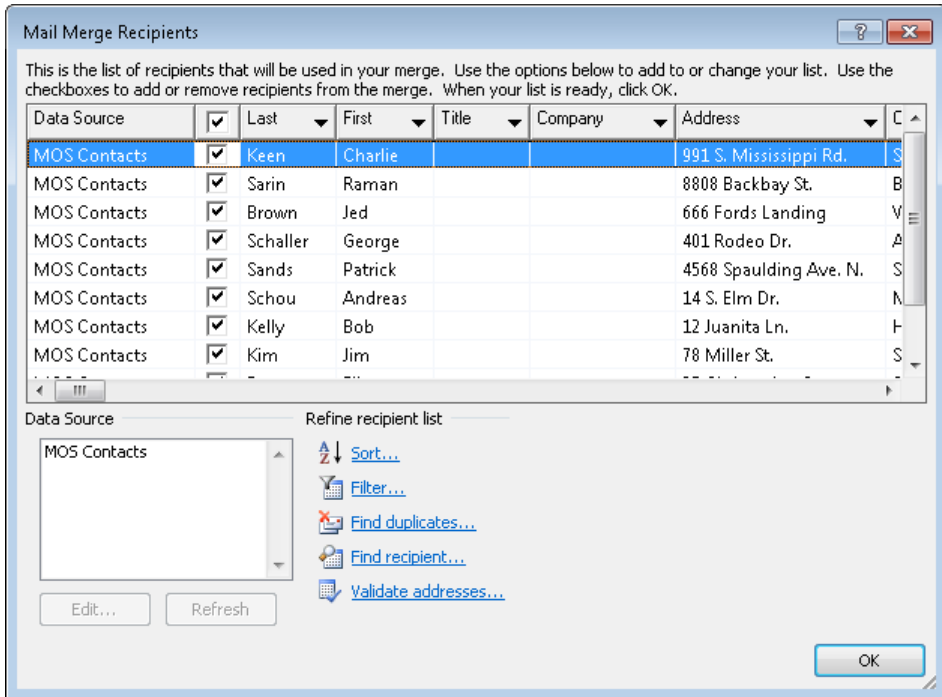 Mail Merge Recipients
This is the list of recipients that will be used in your merge. Use the options below to add to or change your list. Use the
checkboxes to add or remove recipients from the merge. When your list is ready, click OK.
Data Source Last First Title Company Address
MOS Contacts Keen Charlie 991 S. Mississippi Rd. S
MOS Contacts Sarin Raman 8808 Backbay St. B
MOS Contacts Brown Jed 666 Fords Landing V
MOS Contacts Schaller George 401 Rodeo Dr. A
MOS Contacts Sands Patrick 4568 Spaulding Ave. N. S
MOS Contacts Schou Andreas 14 S. Elm Dr.
MOS Contacts Kelly Bob 12 Juanita Ln. H
MOS Contacts Kim Jim 78 Miller St. S
Data Source Refine recipient list
MOS Contacts
Sort...
Filter...
Find duplicates...
Find recipient...
Validate addresses...
Edit... Refresh
OK